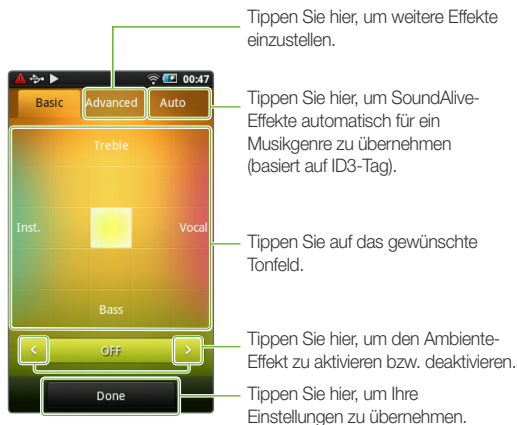 Tippen Sie hier, um weitere Effekte
einzustellen.
00:47
Basic
Advanced
Auto
Tippen Sie hier, um SoundAlive-
Effekte automatisch für ein
Musikgenre zu übernehmen
(basiert auf ID3-Tag).
Treble
Inst.
Vocal
Tippen Sie auf das gewünschte
Tonfeld.
Bass
< OFF >
Tippen Sie hier, um den Ambiente-
Effekt zu aktivieren bzw. deaktivieren.
Done
Tippen Sie hier, um Ihre
Einstellungen zu übernehmen.